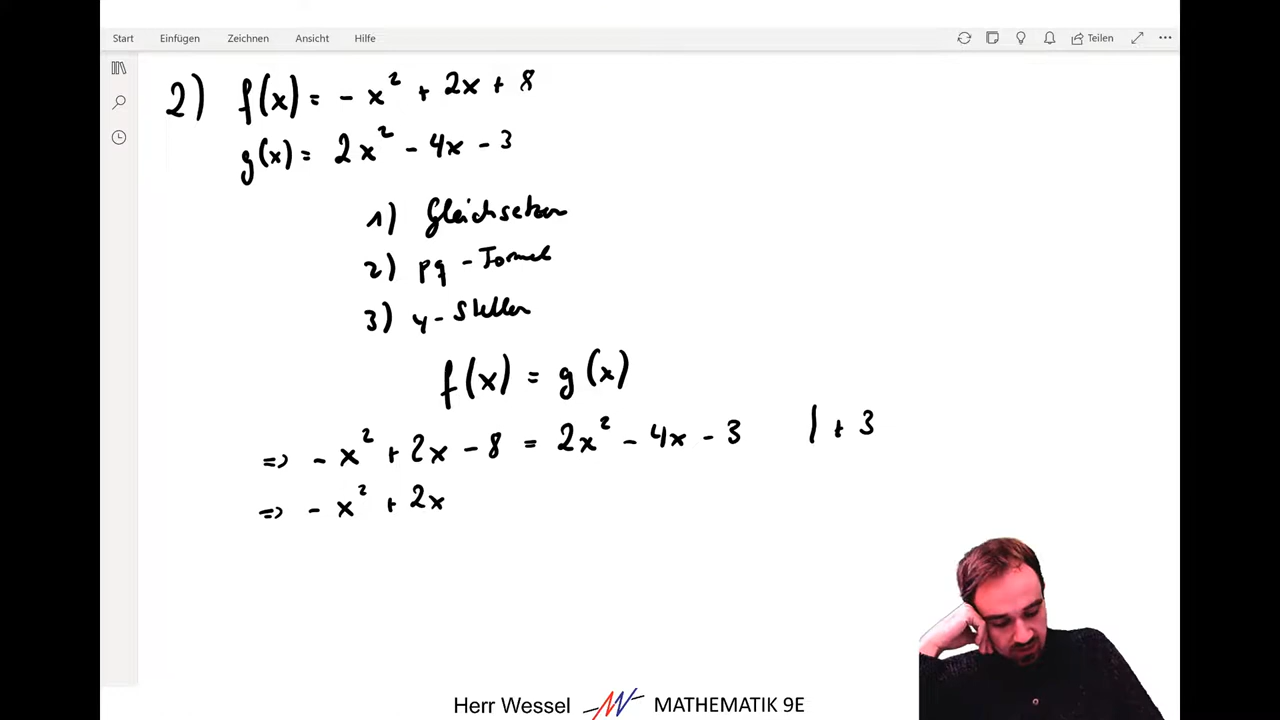 Start Einfügen Zeichnen Ansicht Hilfe Teilen
2) f(x) = - x² + 2x + 8
g(x) = 2x² - 4x - 3
1) Gleichsetzen
2) pq - Formel
3) y - Stellen
f(x) = g(x)
=> - x² + 2x - 8 = 2x² - 4x - 3 | + 3
=> - x² + 2x
Herr Wessel MATHEMATIK 9E